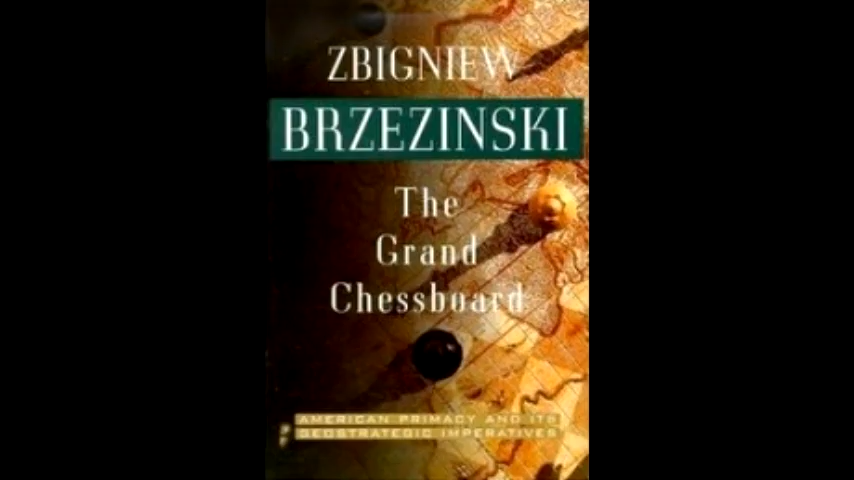 ZBIGNIEW
BRZEZINSKI
The
Grand
Chessboard
AMERICAN PRIMACY AND ITS
GEOSTRATEGIC IMPERATIVES